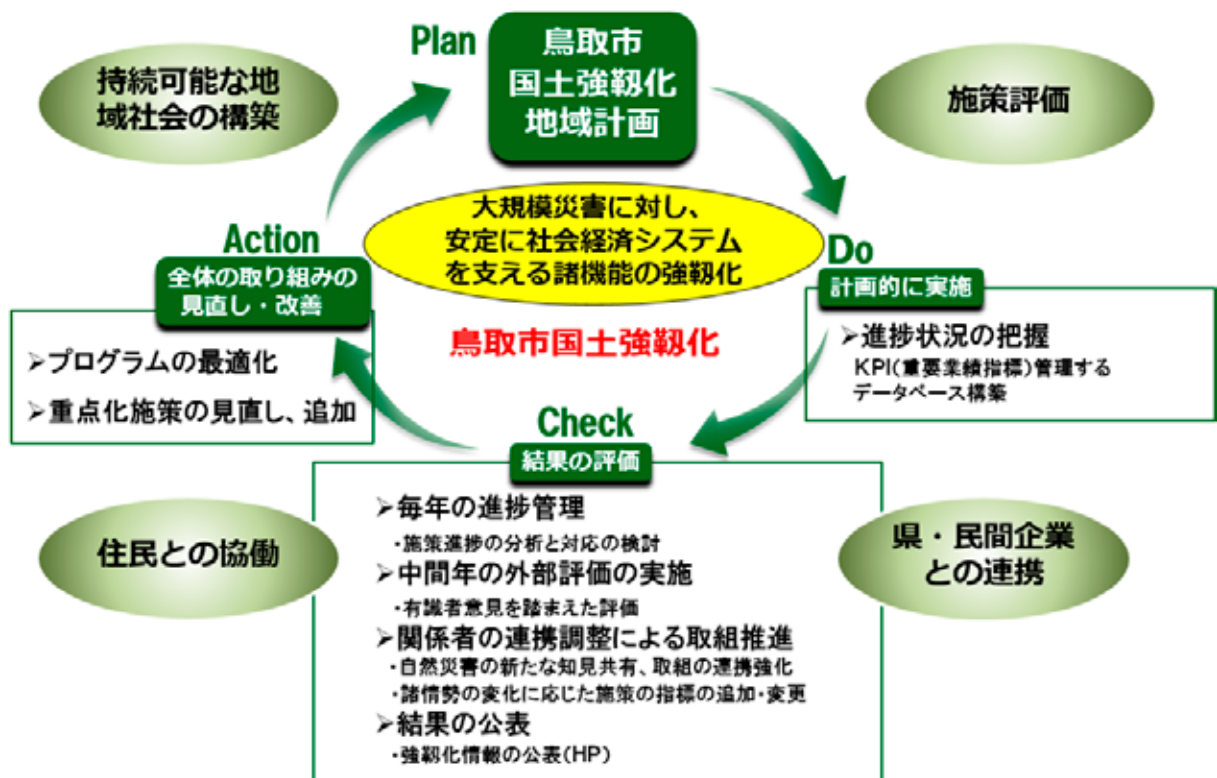 Plan
鳥取市
国土強靱化
地域計画
持続可能な地
域社会の構築
施策評価
大規模災害に対し、
安定に社会経済システム
を支える諸機能の強靱化
鳥取市国土強靱化
Do
計画的に実施
➢進捗状況の把握
KPI(重要業績指標)管理する
データベース構築
Action
全体の取り組みの
見直し・改善
➢プログラムの最適化
➢重点化施策の見直し、追加
Check
結果の評価
➢毎年の進捗管理
・施策進捗の分析と対応の検討
➢中間年の外部評価の実施
・有識者意見を踏まえた評価
➢関係者の連携調整による取組推進
・自然災害の新たな知見共有、取組の連携強化
・諸情勢の変化に応じた施策の指標の追加・変更
➢結果の公表
・強靱化情報の公表(HP)
住民との協働
県・民間企業
との連携